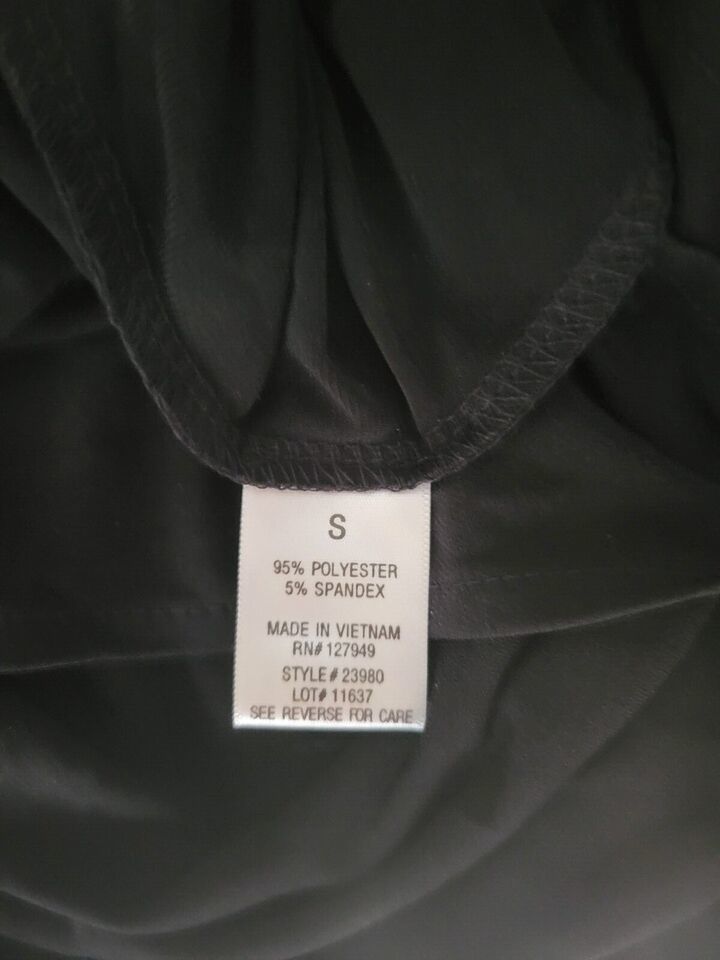 S
95% POLYESTER
5% SPANDEX
MADE IN VIETNAM
RN# 127949
STYLE # 23980
LOT# 11637
SEE REVERSE FOR CARE